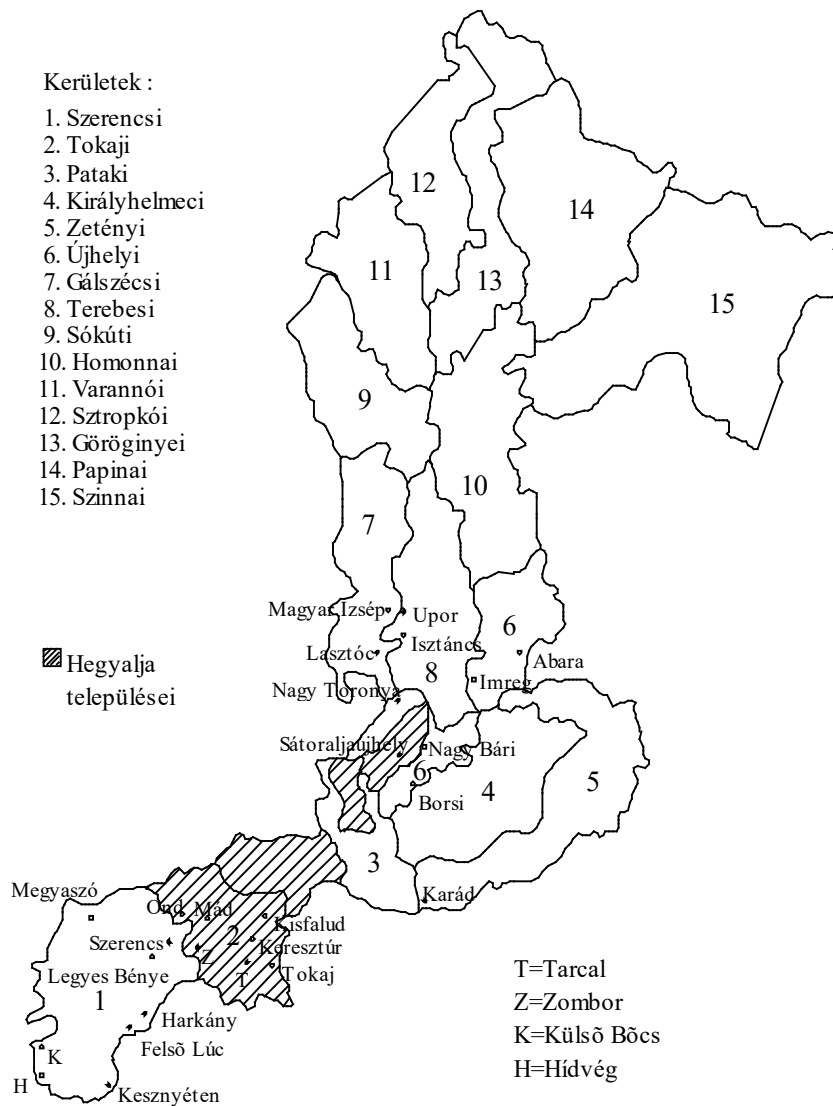 Kerületek :
1. Szerencsi
2. Tokaji
3. Pataki
4. Királyhelmeci
5. Zetényi
6. Újhelyi
7. Gálszécsi
8. Terebesi
9. Sókúti
10. Homonnai
11. Varannói
12. Sztropkói
13. Göröginyei
14. Papinai
15. Szinnai
12
14
11
13
15
9
10
7
Magyar Izsép
Upor
6
Isztáncs
Lasztóc
Abara
8
Imreg
Hegyalja
települései
Nagy Toronya
Sátoraljaujhely
Nagy Bári
6
Borsi
4
5
3
Karád
Megyaszó
Ond
Mád
Kisfalud
2
Szerencs
Z
Keresztúr
Legyes Bénye
T
Tokaj
1
Harkány
Felsõ Lúc
K
H
Kesznyéten
T=Tarcal
Z=Zombor
K=Külsõ Bõcs
H=Hídvég